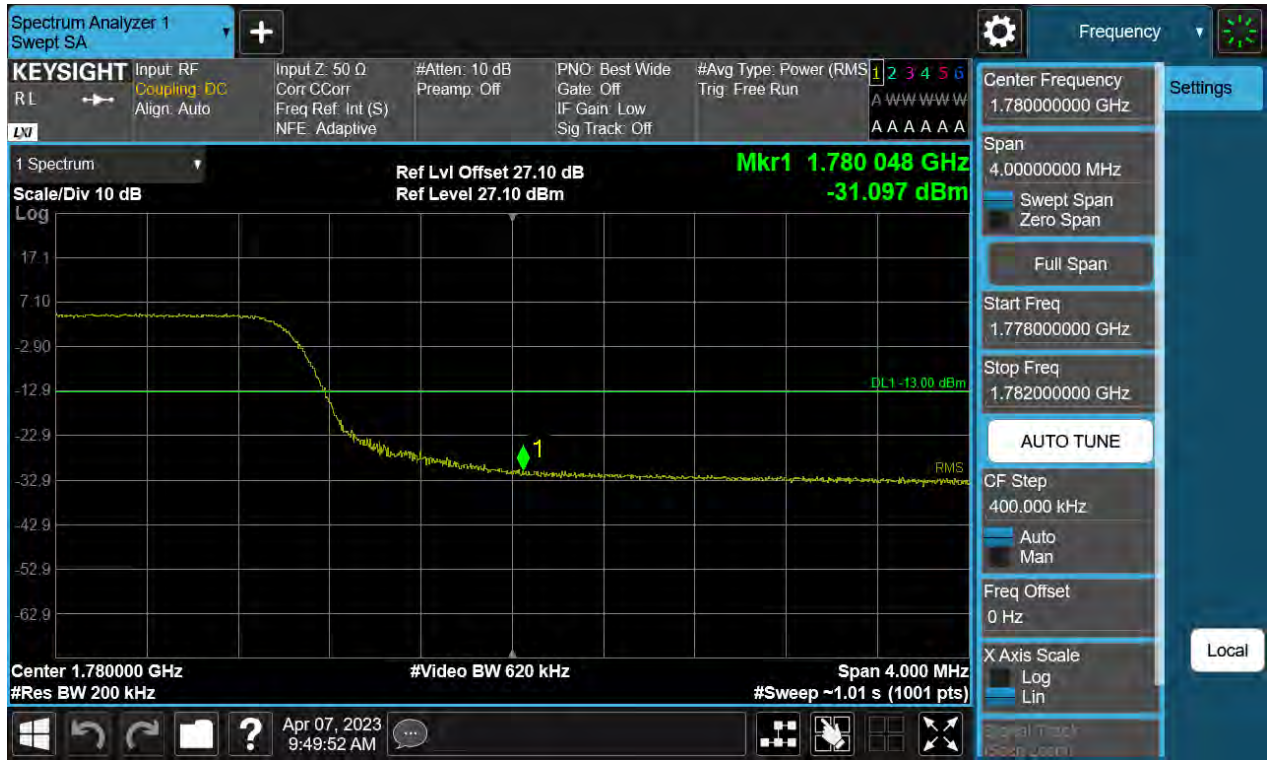 Spectrum Analyzer 1
Swept SA
Frequency
KEYSIGHT
RL
LXI
Input: RF
Coupling: DC
Align: Auto
Input Z: 50 Ω
Corr CCorr
Freq Ref: Int (S)
NFE: Adaptive
#Atten: 10 dB
Preamp: Off
PNO: Best Wide
Gate: Off
IF Gain: Low
Sig Track: Off
#Avg Type: Power (RMS
Trig: Free Run
1 2 3 4 5 6
A W W W W W
A A A A A A
1 Spectrum
Scale/Div 10 dB
Log
Ref Lvl Offset 27.10 dB
Ref Level 27.10 dBm
Mkr1 1.780 048 GHz
-31.097 dBm
17.1
7.10
-2.90
-12.9
-22.9
-32.9
-42.9
-52.9
-62.9
DL1 -13.00 dBm
1
RMS
Center 1.780000 GHz
#Res BW 200 kHz
#Video BW 620 kHz
Span 4.000 MHz
#Sweep ~1.01 s (1001 pts)
Apr 07, 2023
9:49:52 AM
Center Frequency
1.780000000 GHz
Settings
Span
4.00000000 MHz
Swept Span
Zero Span
Full Span
Start Freq
1.778000000 GHz
Stop Freq
1.782000000 GHz
AUTO TUNE
CF Step
400.000 kHz
Auto
Man
Freq Offset
0 Hz
X Axis Scale
Log
Lin
Local
Signal Track
(Span Zoom)